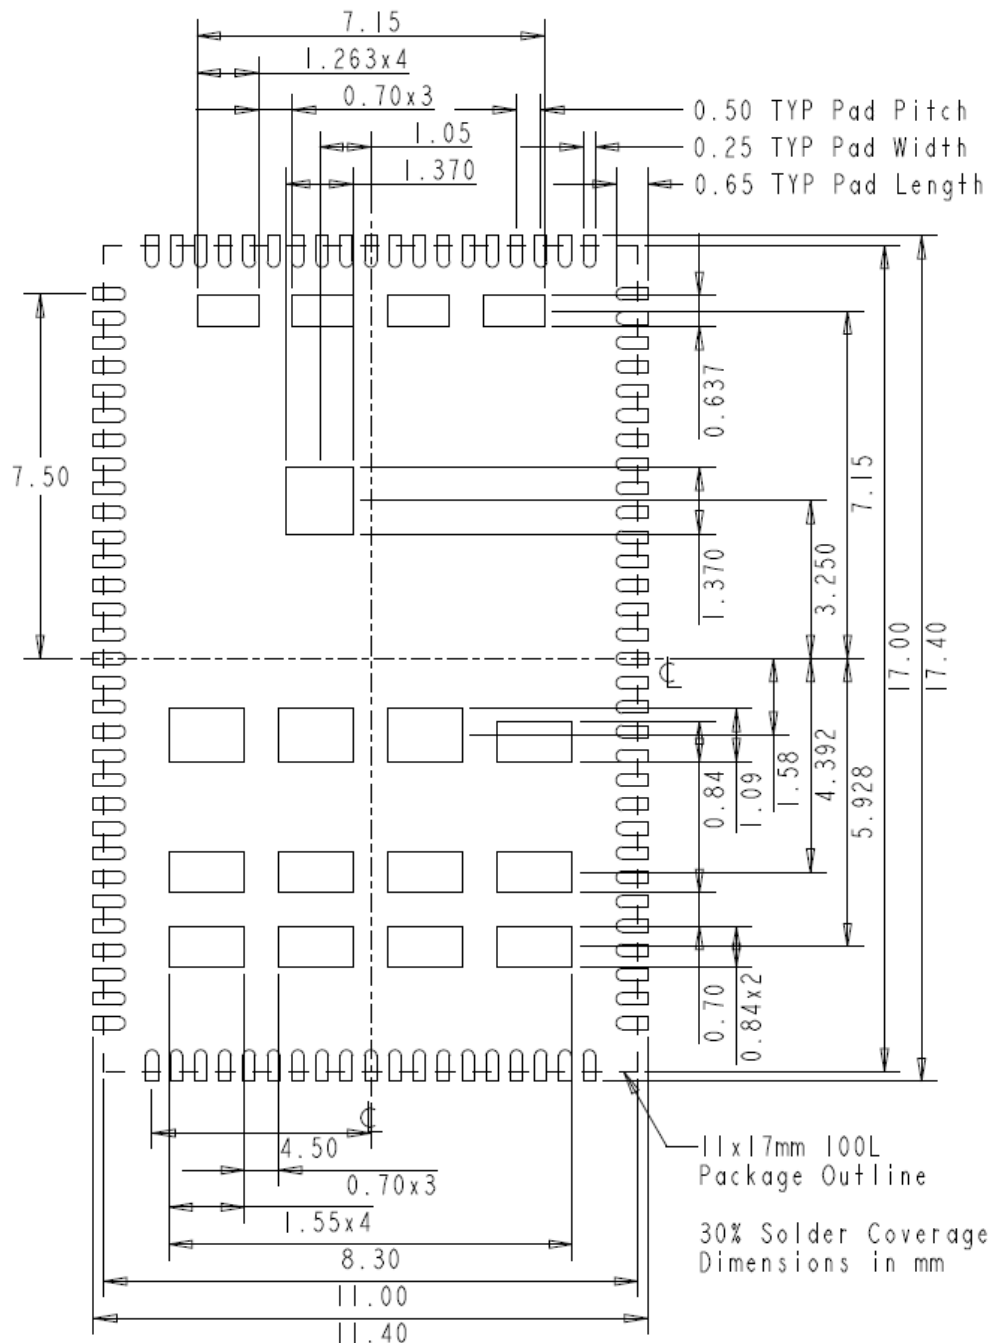 7.15
1.263x4
0.70x3
1.05
1.370
0.50 TYP Pad Pitch
0.25 TYP Pad Width
0.65 TYP Pad Length
7.50
0.637
7.15
1.370
3.250
17.00
17.40
℄
0.84
1.09
1.58
4.392
5.928
0.70
0.84x2
℄
4.50
0.70x3
1.55x4
8.30
11.00
11.40
11x17mm 100L
Package Outline
30% Solder Coverage
Dimensions in mm